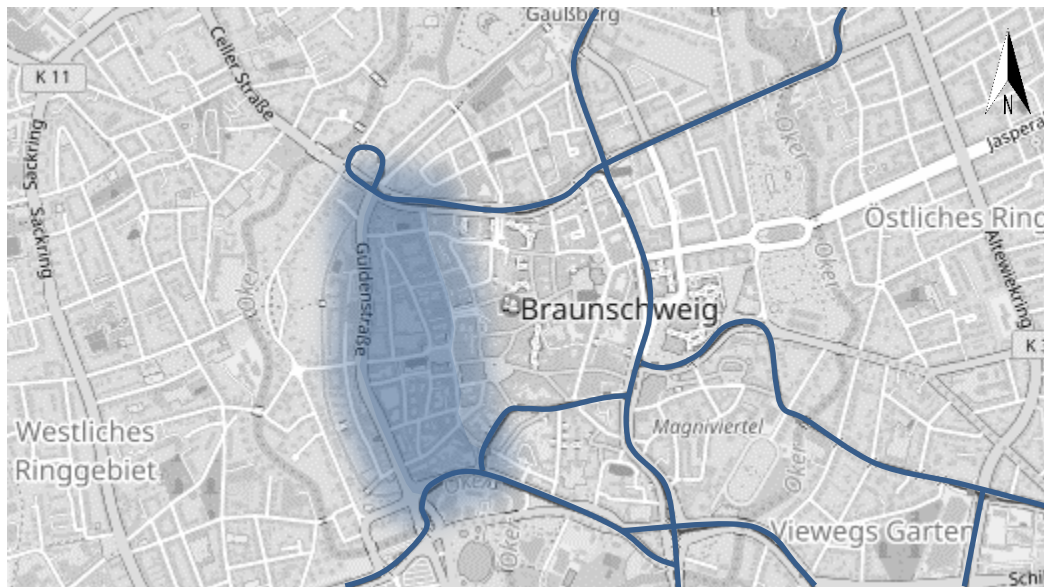 Gaußberg
Celler Straße
K 11
N
Jaspera
Oker
Sackring
Sackring
Östliches Ring
Altewiekring
Güldenstraße
Oker
Oker
Braunschweig
K 3
Westliches
Ringgebiet
Magniviertel
Oker
Oker
Oker
Viewegs Garten
Schi